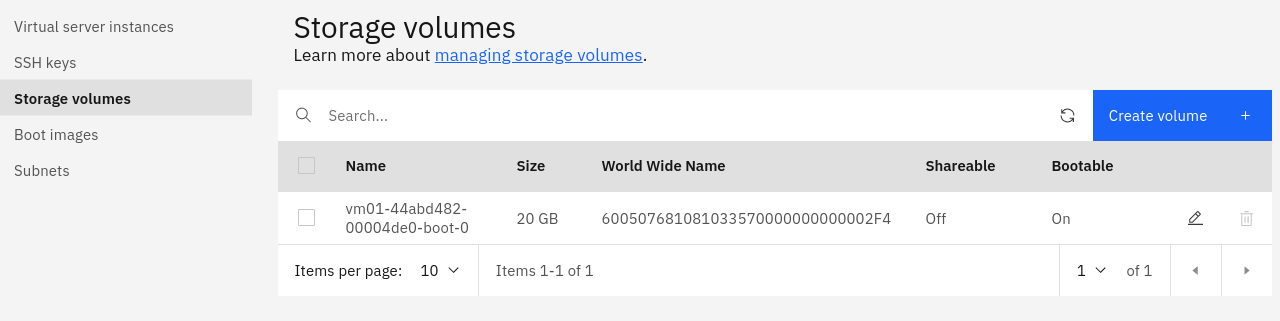 Virtual server instances
SSH keys
Storage volumes
Boot images
Subnets
Storage volumes
Learn more about managing storage volumes.
Search...
Create volume
Name Size World Wide Name Shareable Bootable
vm01-44abd482-
00004de0-boot-0
20 GB 600507681081033570000000000002F4 Off On
Items per page: 10 Items 1-1 of 1 1 of 1